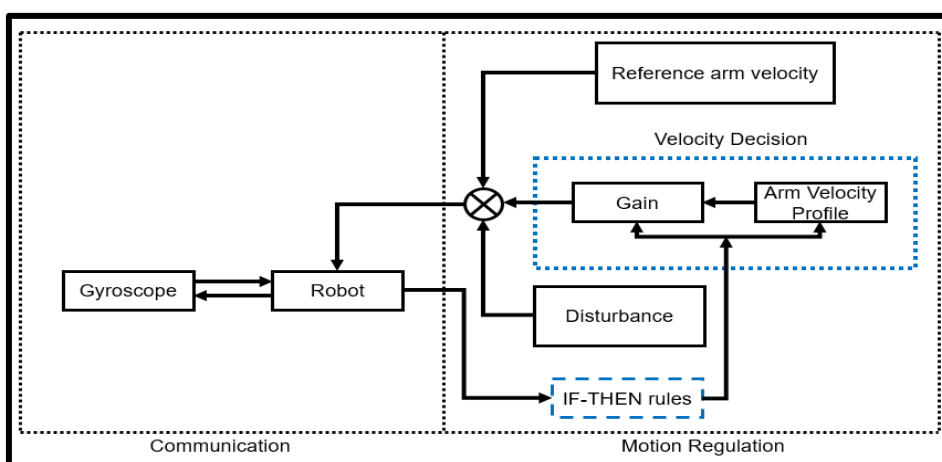 Reference arm velocity
Velocity Decision
Gain
Arm Velocity
Profile
Gyroscope
Robot
Disturbance
IF-THEN rules
Communication
Motion Regulation